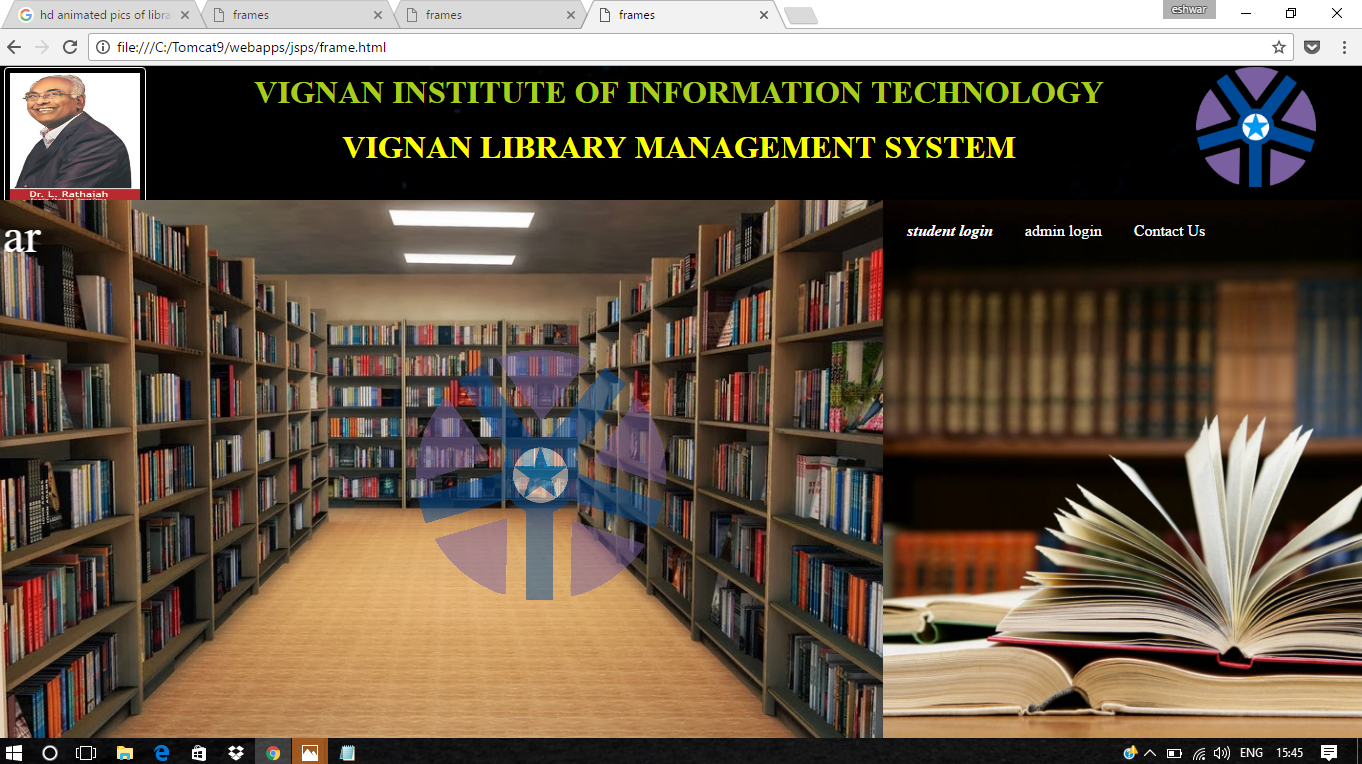 hd animated pics of libra
frames
frames
frames
eshwar
file:///C:/Tomcat9/webapps/jsps/frame.html
VIGNAN INSTITUTE OF INFORMATION TECHNOLOGY
VIGNAN LIBRARY MANAGEMENT SYSTEM
Dr. L. Rathaiah
ar
student login admin login Contact Us
ENG 15:45